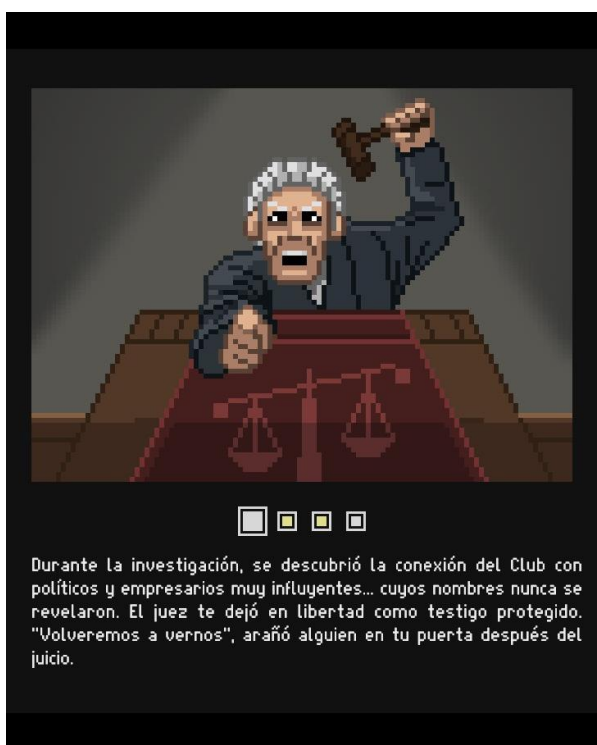 Durante la investigación, se descubrió la conexión del Club con
políticos y empresarios muy influyentes... cuyos nombres nunca se
revelaron. El juez te dejó en libertad como testigo protegido.
"Volveremos a vernos", arañó alguien en tu puerta después del
juicio.